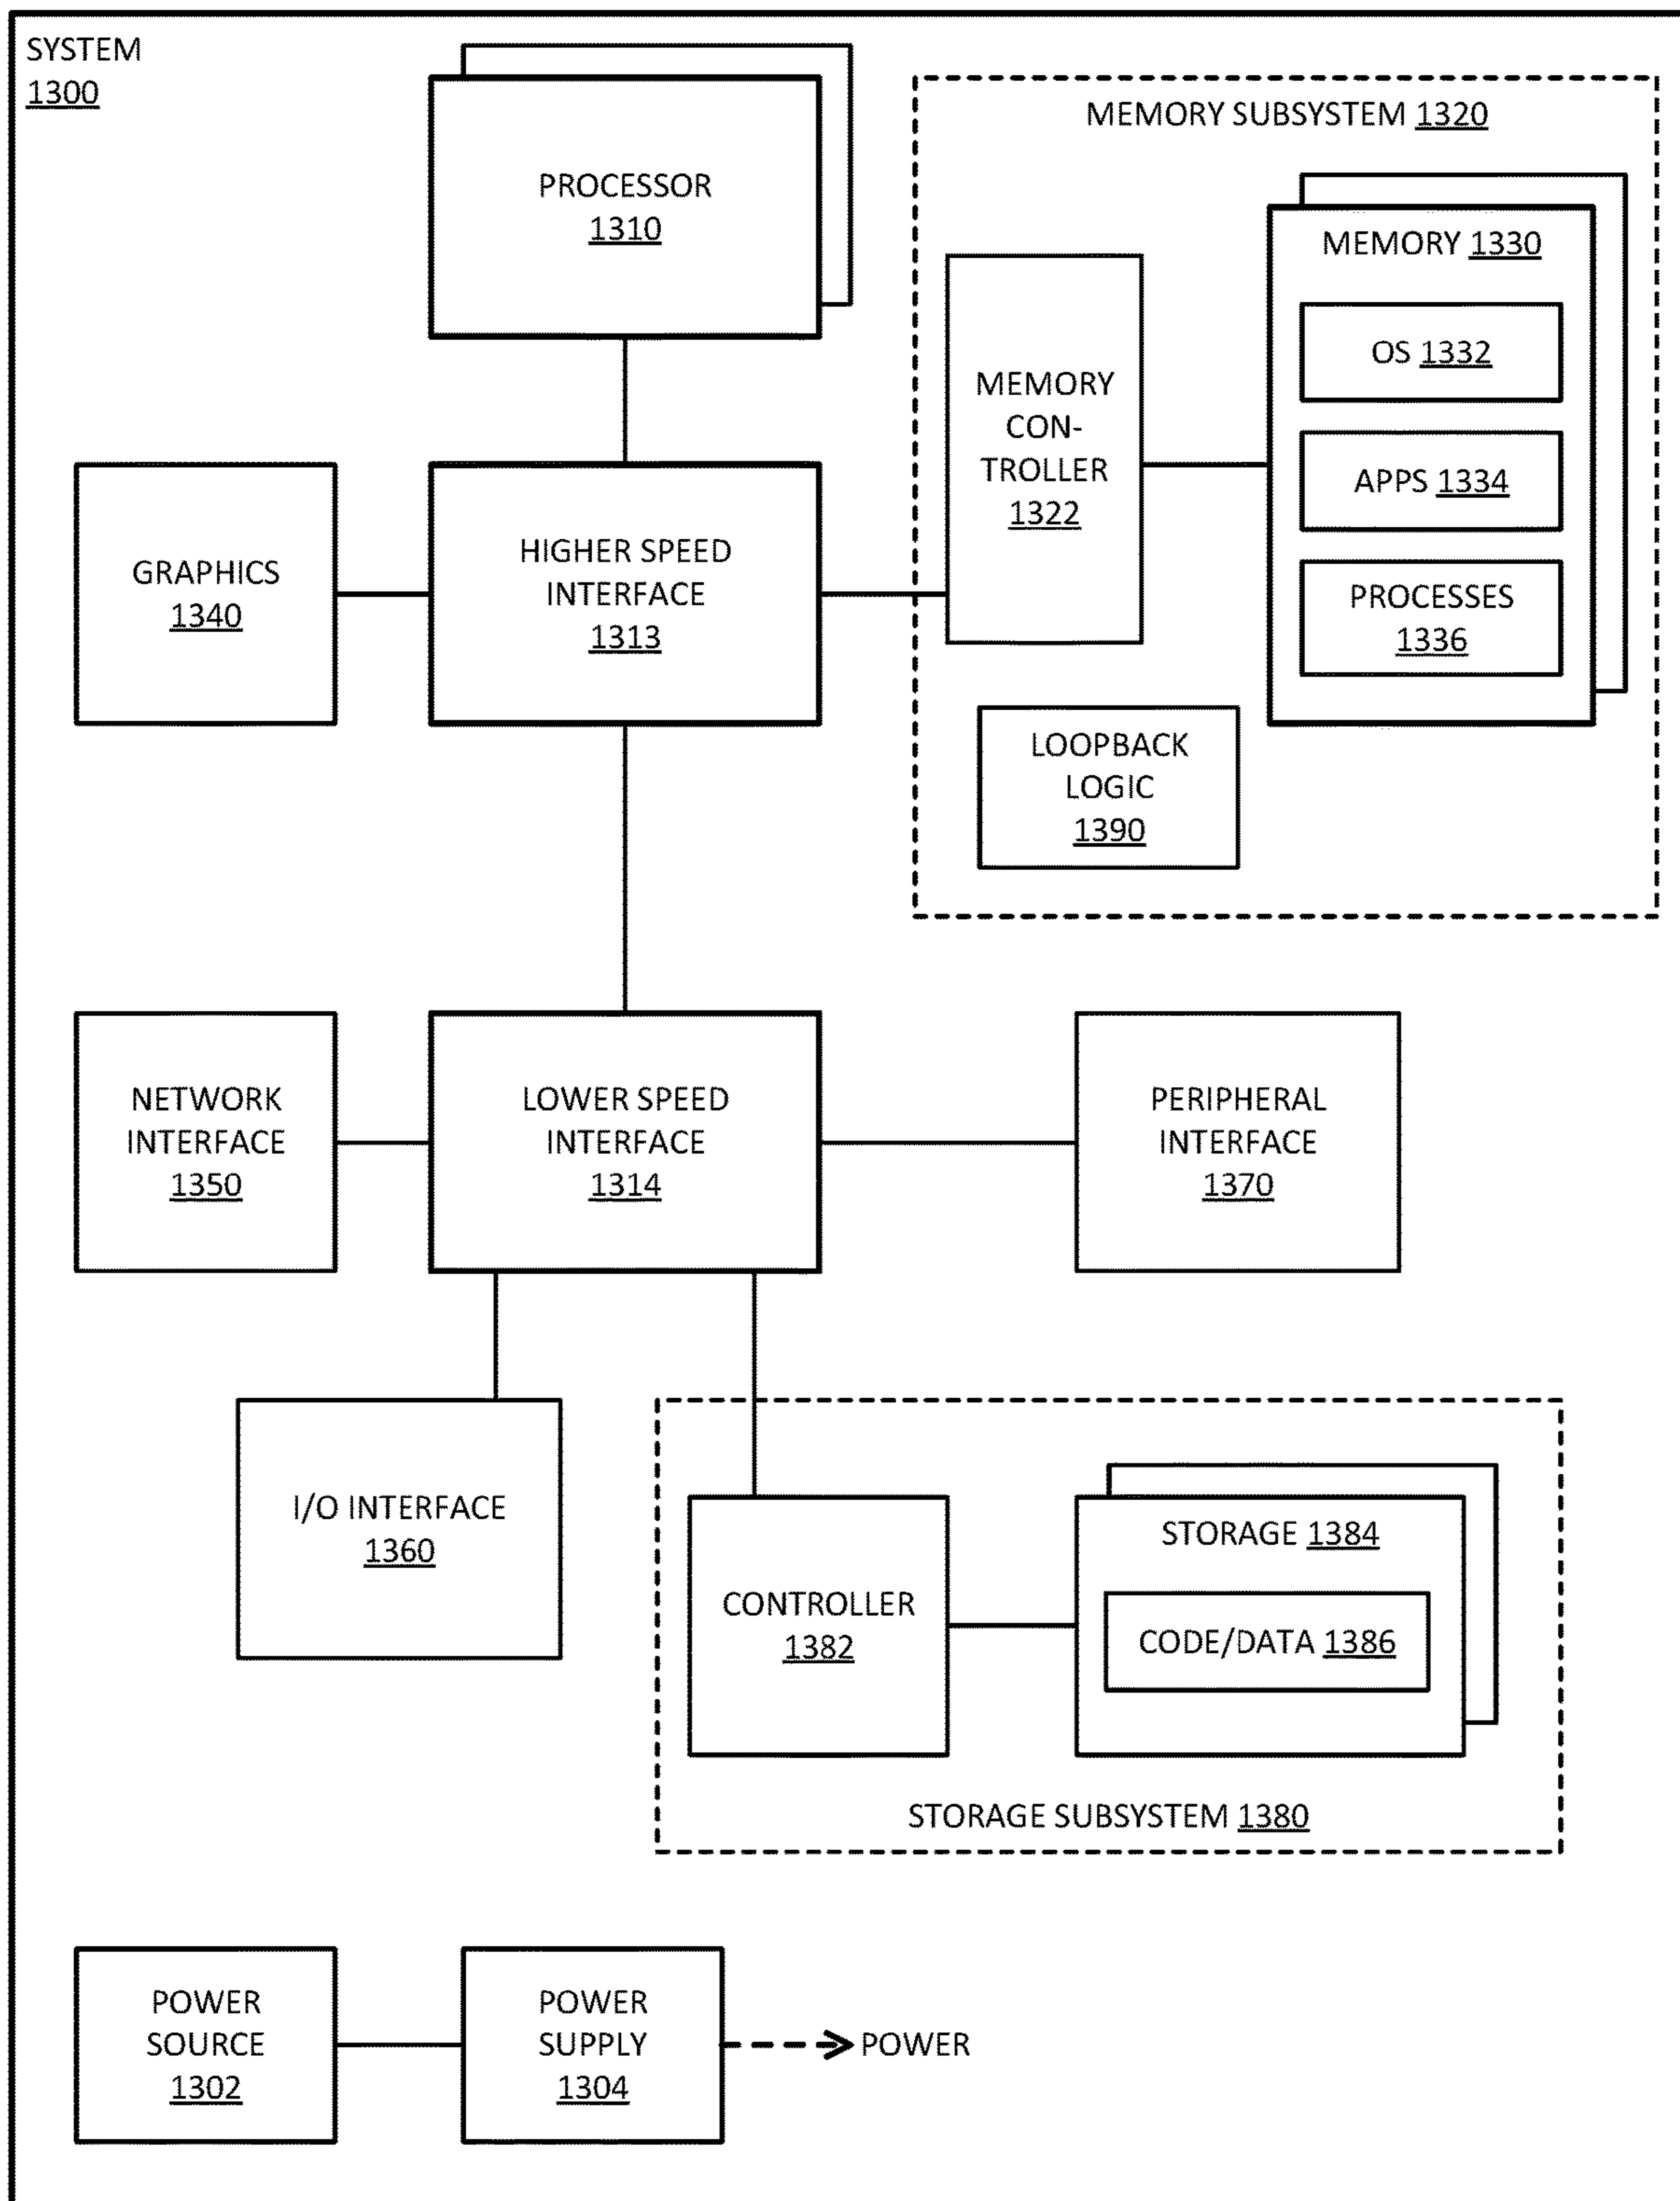 SYSTEM
1300
PROCESSOR
1310
MEMORY SUBSYSTEM 1320
MEMORY
CON-
TROLLER
1322
MEMORY 1330
OS 1332
APPS 1334
PROCESSES
1336
GRAPHICS
1340
HIGHER SPEED
INTERFACE
1313
LOOPBACK
LOGIC
1390
NETWORK
INTERFACE
1350
LOWER SPEED
INTERFACE
1314
PERIPHERAL
INTERFACE
1370
I/O INTERFACE
1360
CONTROLLER
1382
STORAGE 1384
CODE/DATA 1386
STORAGE SUBSYSTEM 1380
POWER
SOURCE
1302
POWER
SUPPLY
1304
POWER